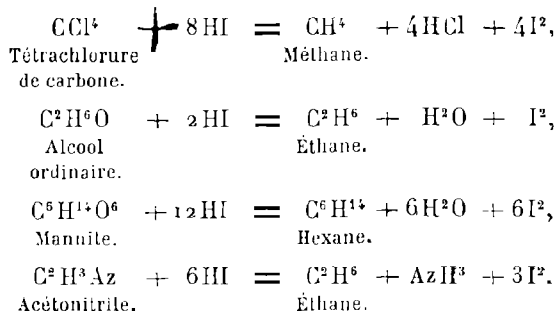 CCl⁴ + 8HI = CH⁴ + 4HCl + 4I²,
Tétrachlorure Méthane.
de carbone.
C²H⁶O + 2HI = C²H⁶ + H²O + I²,
Alcool Éthane.
ordinaire.
C⁶H¹⁴O⁶ + 12HI = C⁶H¹⁴ + 6H²O + 6I²,
Mannite. Hexane.
C²H³Az + 6HI = C²H⁶ + AzH³ + 3I².
Acétonitrile. Éthane.